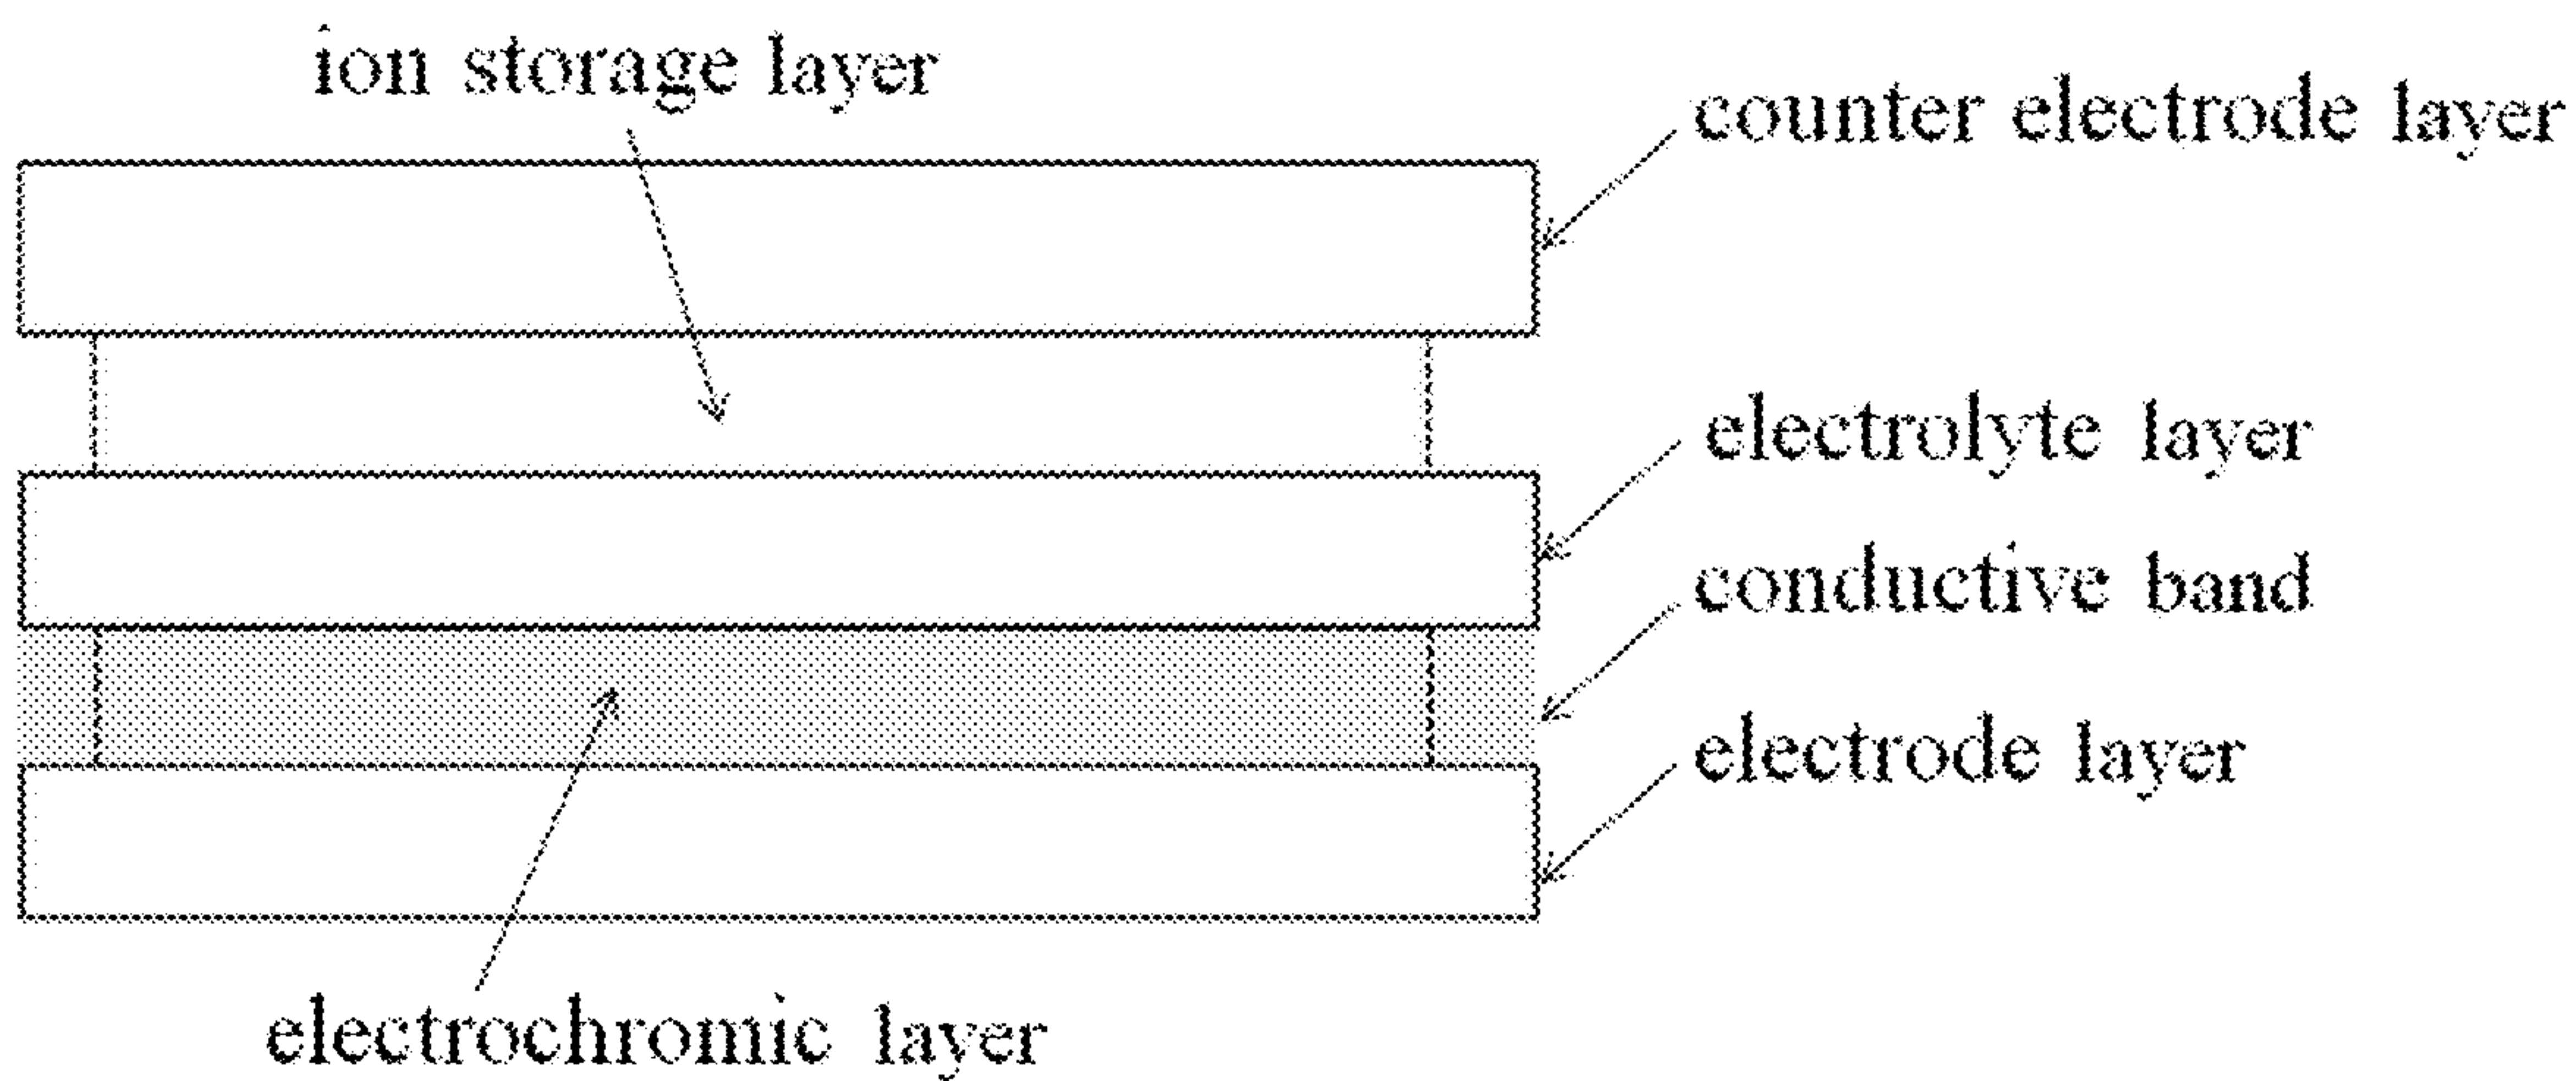 ion storage layer
counter electrode layer
electrolyte layer
conductive band
electrode layer
electrochromic layer